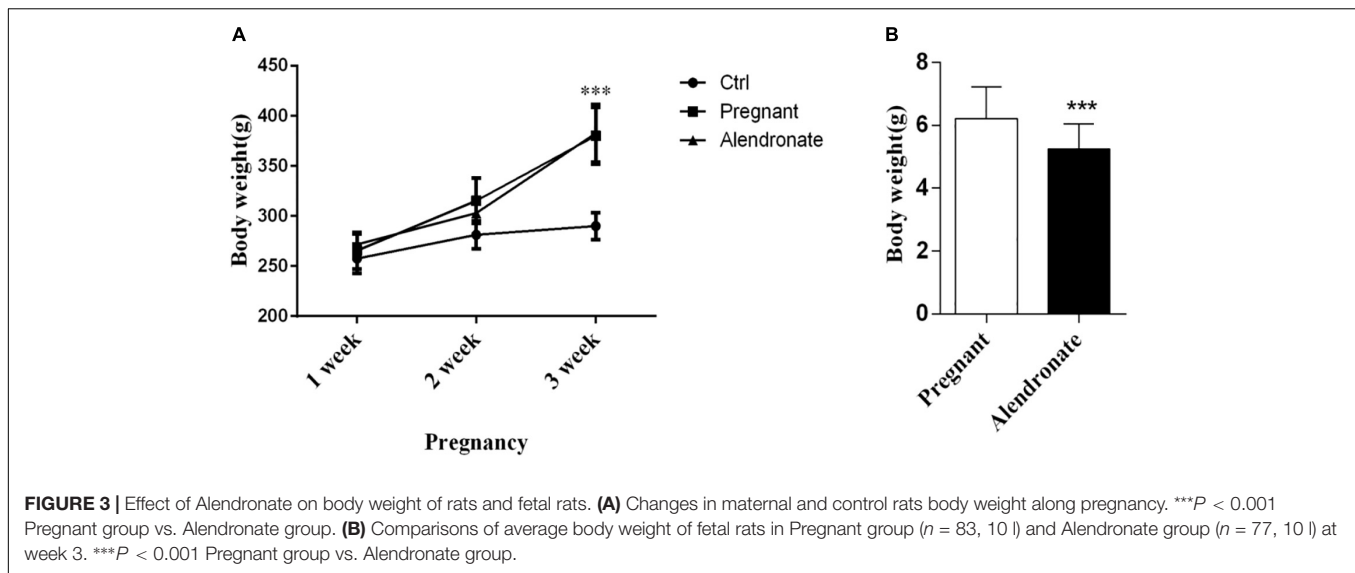 A
Body weight(g)
450
400
350
300
250
200
***
1 week
2 week
3 week
Pregnancy
Ctrl
Pregnant
Alendronate
B
Body weight(g)
8
6
4
2
0
***
Pregnant
Alendronate
FIGURE 3 | Effect of Alendronate on body weight of rats and fetal rats. (A) Changes in maternal and control rats body weight along pregnancy. ***P < 0.001
Pregnant group vs. Alendronate group. (B) Comparisons of average body weight of fetal rats in Pregnant group (n = 83, 10 l) and Alendronate group (n = 77, 10 l) at
week 3. ***P < 0.001 Pregnant group vs. Alendronate group.